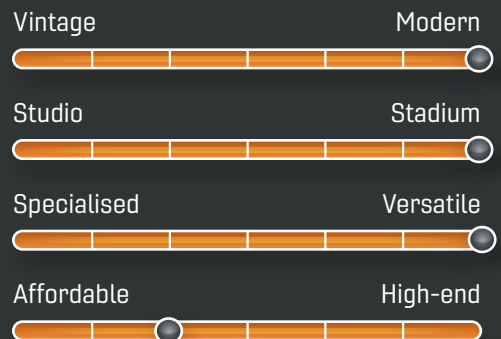 Vintage Modern
Studio Stadium
Specialised Versatile
Affordable High-end